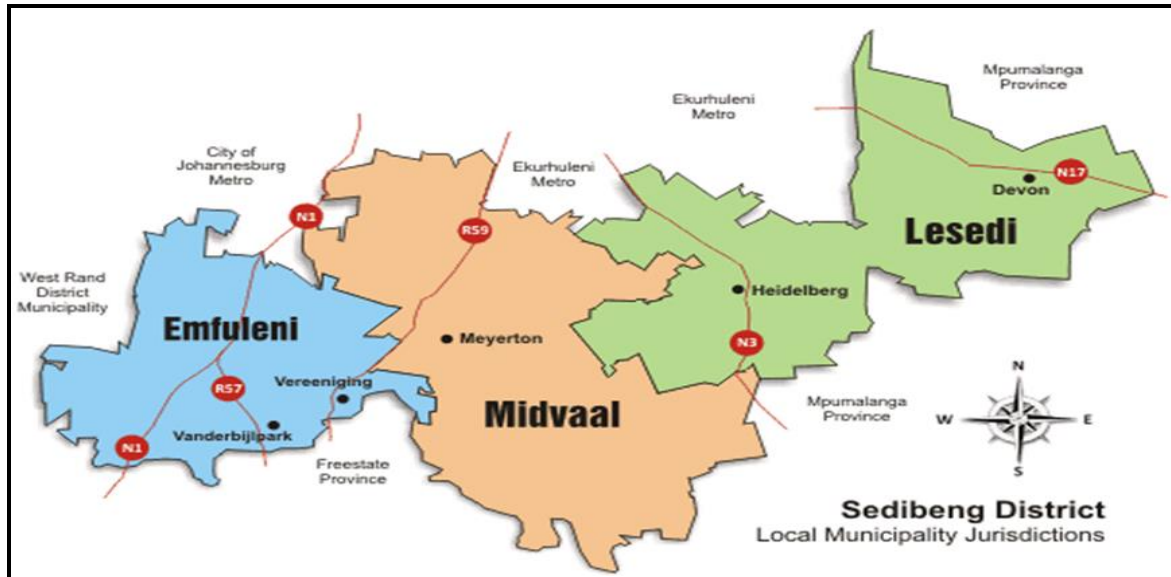 Mpumalanga
Province
Ekurhuleni
Metro
City of
Johannesburg
Metro
Ekurhuleni
Metro
N17
Devon
N1
R59
Lesedi
West Rand
District
Municipality
Heidelberg
Emfuleni
Meyerton
N3
Vereeniging
R57
Midvaal
Mpumalanga
Province
N
W
E
S
Vanderbijlpark
N1
Freestate
Province
Sedibeng District
Local Municipality Jurisdictions